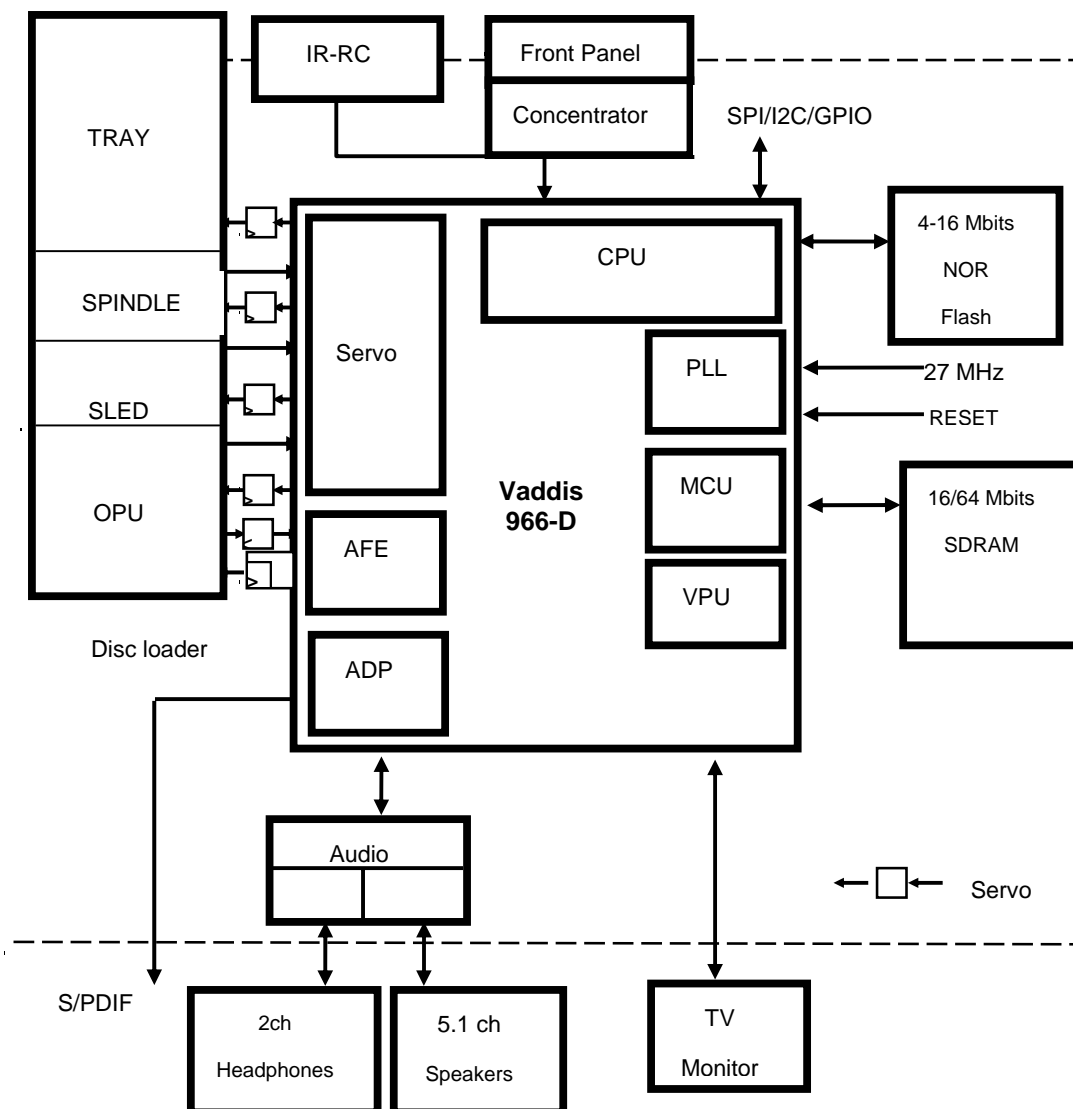 IR-RC
Front Panel
Concentrator
SPI/I2C/GPIO
TRAY
SPINDLE
SLED
OPU
Disc loader
Servo
CPU
4-16 Mbits
NOR
Flash
PLL
27 MHz
RESET
Vaddis
966-D
MCU
16/64 Mbits
SDRAM
AFE
VPU
ADP
Audio
Servo
S/PDIF
2ch
Headphones
5.1 ch
Speakers
TV
Monitor